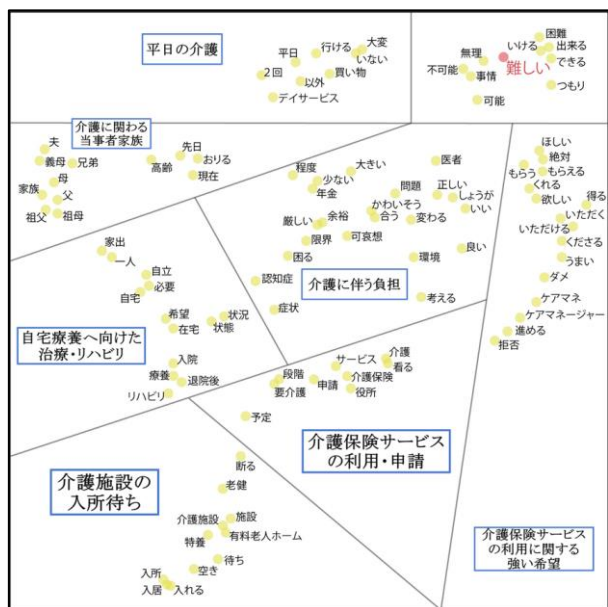 平日の介護
平日
行ける
大変
いない
2回
以外
買い物
デイサービス
困難
いける
出来る
無理
難しい
できる
不可能
事情
つもり
可能
介護に関わる
当事者家族
夫
義母
兄弟
母
家族
父
祖父
祖母
先日
高齢
おりる
現在
程度
大きい
医者
少ない
年金
問題
正しい
しょうが
かわいそう
いい
厳しい
余裕
合う
変わる
限界
可哀想
困る
環境
良い
認知症
介護に伴う負担
症状
考える
ほしい
絶対
もらう
もらえる
くれる
欲しい
得る
いただく
いただける
くださる
うまい
ダメ
ケアマネ
ケアマネージャー
進める
拒否
家出
一人
自立
必要
自宅
希望
状況
在宅
状態
自宅療養へ向けた
治療・リハビリ
入院
療養
退院後
リハビリ
サービス
介護
看る
段階
申請
介護保険
要介護
役所
予定
介護保険サービス
の利用・申請
断る
介護施設の
入所待ち
老健
施設
介護施設
特養
有料老人ホーム
待ち
空き
入所
入居
入れる
介護保険サービス
の利用に関する
強い希望